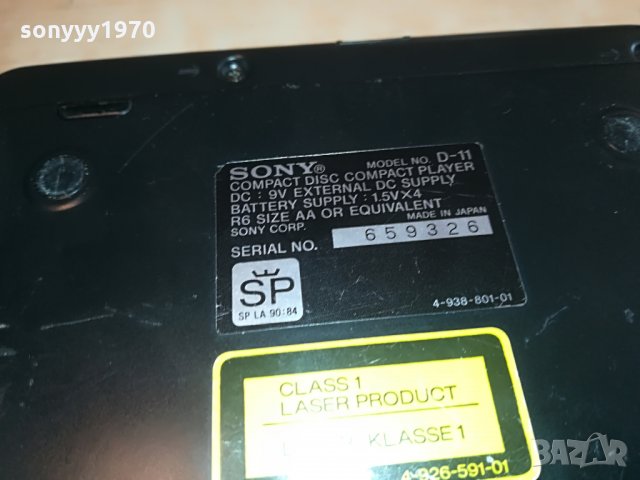 sonyyy1970
SONY®
MODEL NO. D-11
COMPACT DISC COMPACT PLAYER
DC : 9V EXTERNAL DC SUPPLY
BATTERY SUPPLY : 1.5V×4
R6 SIZE AA OR EQUIVALENT
SONY CORP.
MADE IN JAPAN
SERIAL NO. 659326
SP
SP LA 90:84
4-938-801-01
CLASS 1
LASER PRODUCT
KLASSE 1
4-926-591-01
BAZAR